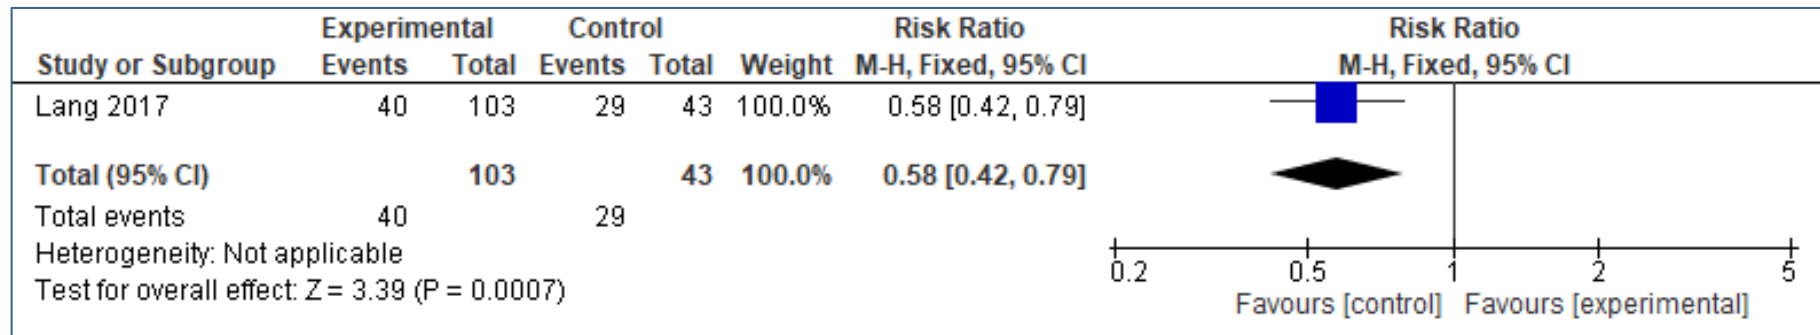 Experimental Control Risk Ratio Risk Ratio
Study or Subgroup Events Total Events Total Weight M-H, Fixed, 95% CI M-H, Fixed, 95% CI
Lang 2017 40 103 29 43 100.0% 0.58 [0.42, 0.79]
Total (95% CI) 103 43 100.0% 0.58 [0.42, 0.79]
Total events 40 29
Heterogeneity: Not applicable
Test for overall effect: Z = 3.39 (P = 0.0007)
0.2 0.5 1 2 5
Favours [control] Favours [experimental]